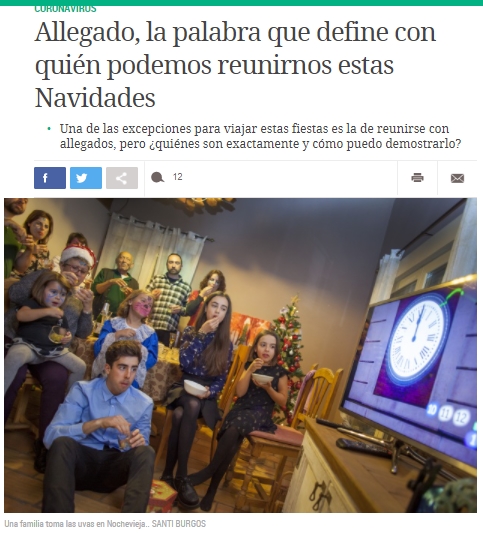 CORONAVIRUS
Allegado, la palabra que define con
quién podemos reunirnos estas
Navidades
Una de las excepciones para viajar estas fiestas es la de reunirse con
allegados, pero ¿quiénes son exactamente y cómo puedo demostrarlo?
12
Una familia toma las uvas en Nochevieja.. SANTI BURGOS